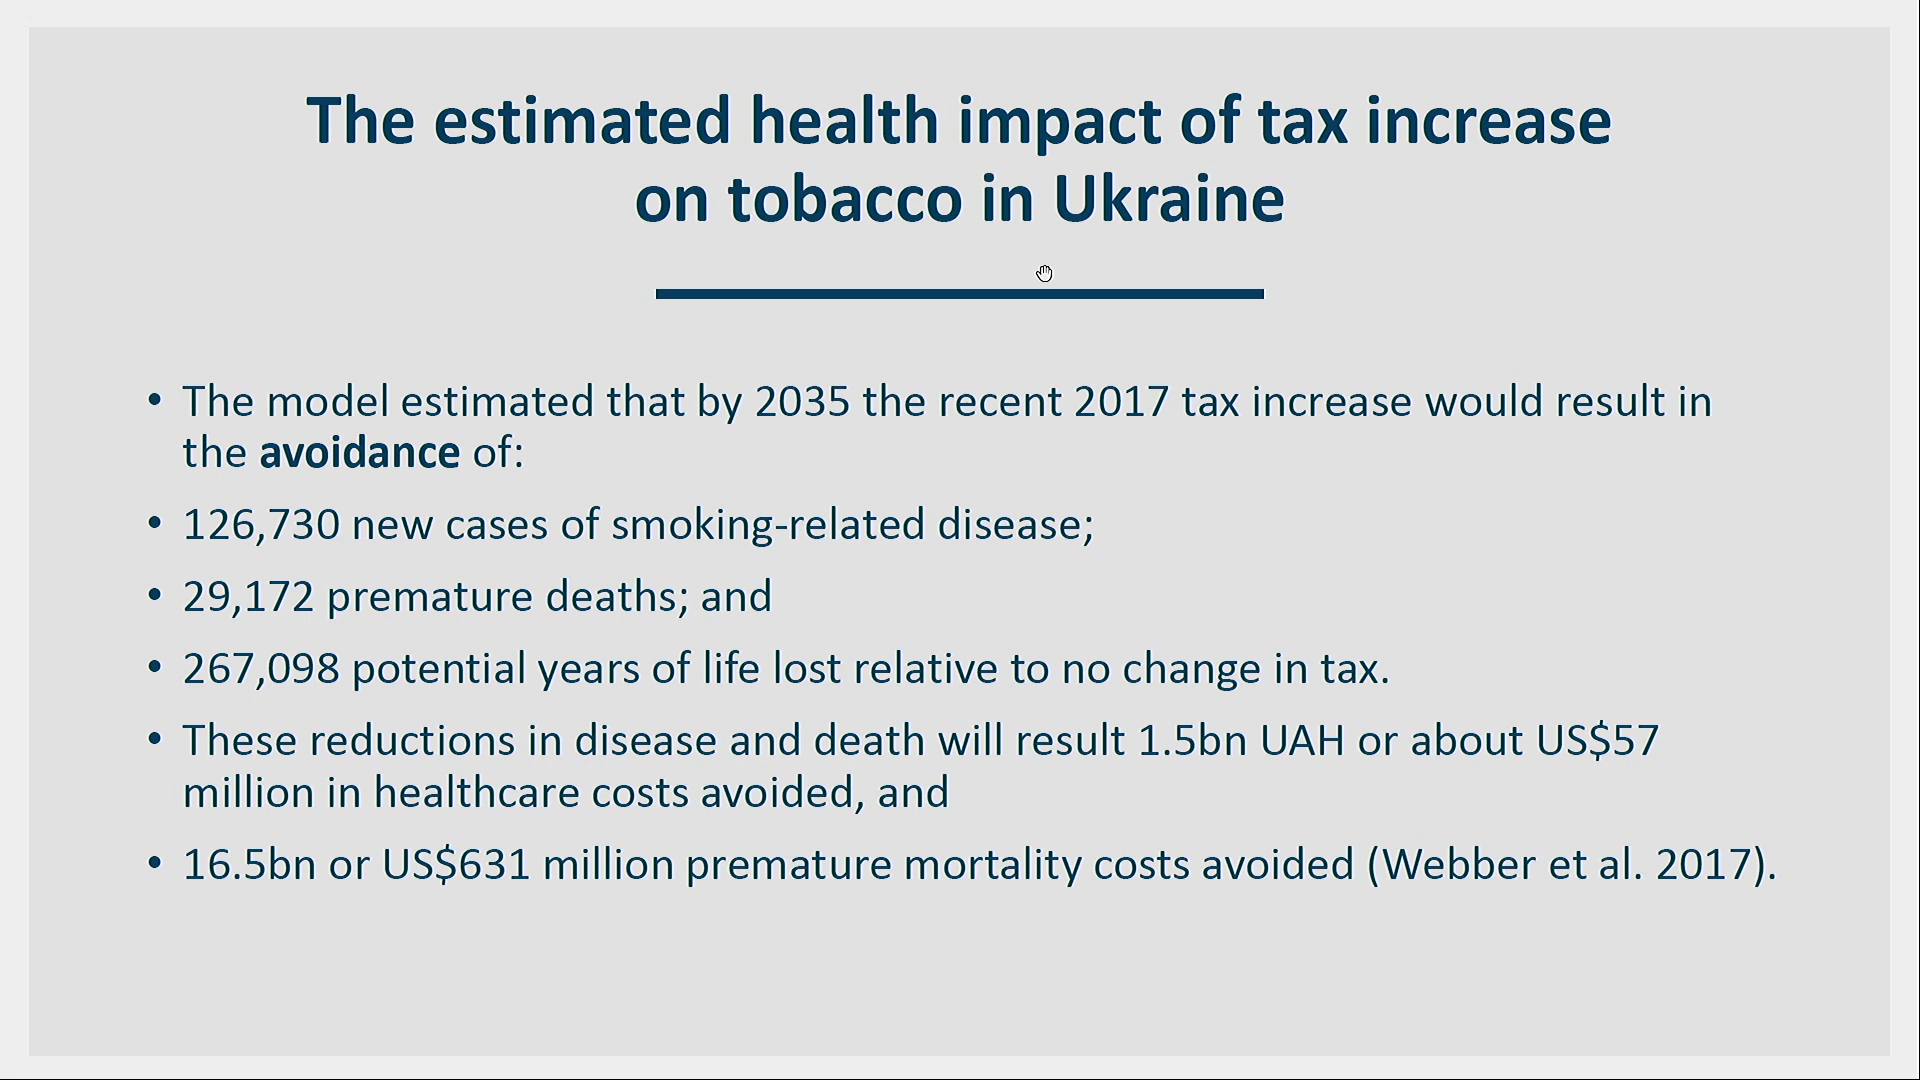 The estimated health impact of tax increase
on tobacco in Ukraine
• The model estimated that by 2035 the recent 2017 tax increase would result in
the avoidance of:
• 126,730 new cases of smoking-related disease;
• 29,172 premature deaths; and
• 267,098 potential years of life lost relative to no change in tax.
• These reductions in disease and death will result 1.5bn UAH or about US$57
million in healthcare costs avoided, and
• 16.5bn or US$631 million premature mortality costs avoided (Webber et al. 2017).